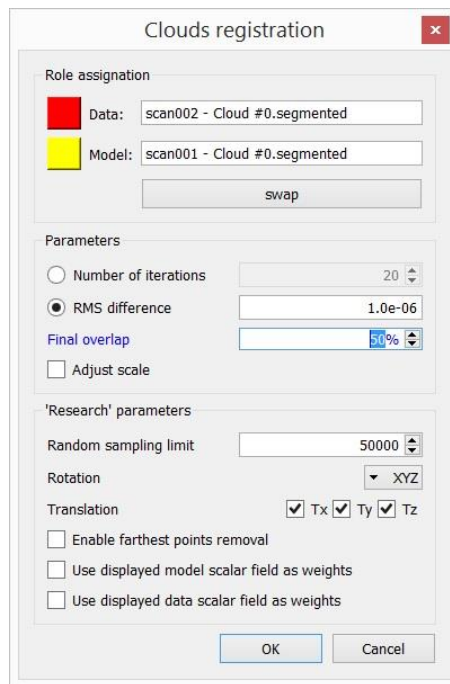 Clouds registration
x
Role assignation
Data: scan002 - Cloud #0.segmented
Model: scan001 - Cloud #0.segmented
swap
Parameters
Number of iterations 20
RMS difference 1.0e-06
Final overlap 50%
Adjust scale
'Research' parameters
Random sampling limit 50000
Rotation XYZ
Translation Tx Ty Tz
Enable farthest points removal
Use displayed model scalar field as weights
Use displayed data scalar field as weights
OK Cancel